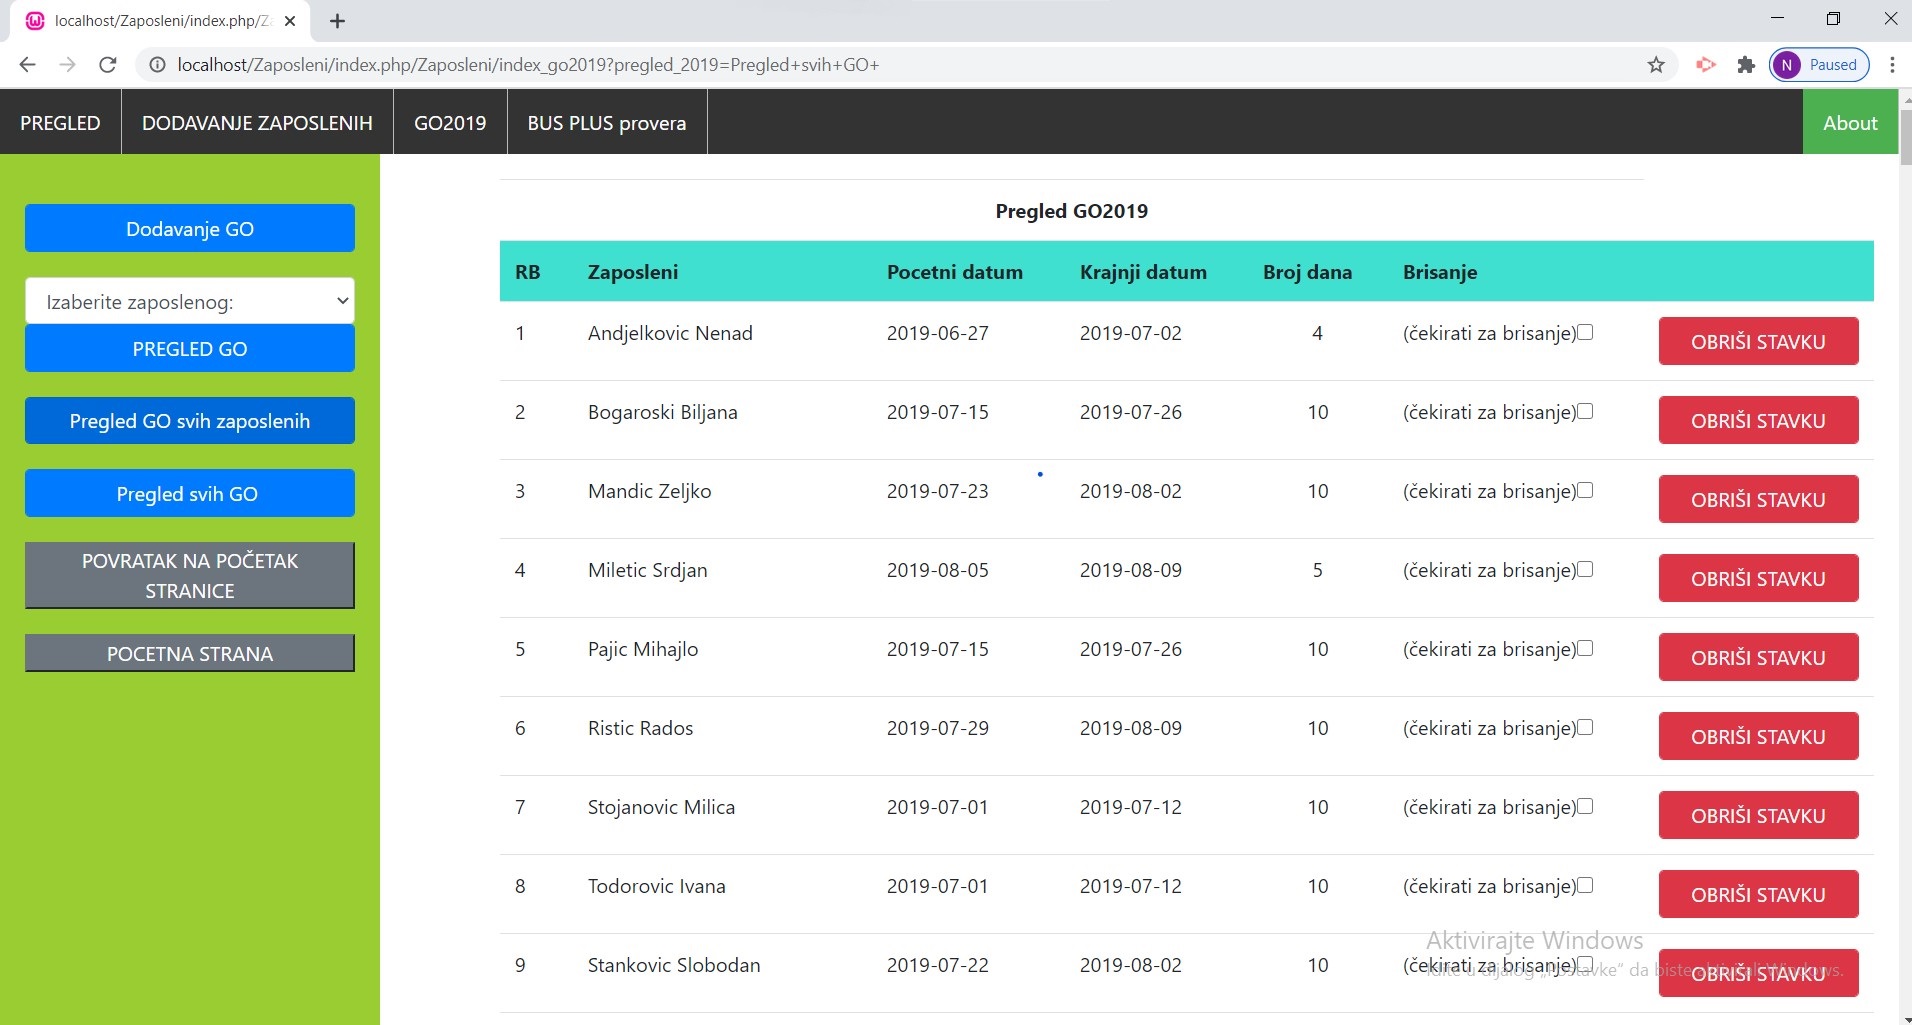 localhost/Zaposleni/index.php/Z
localhost/Zaposleni/index.php/Zaposleni/index_go2019?pregled_2019=Pregled+svih+GO+
N Paused
PREGLED DODAVANJE ZAPOSLENIH GO2019 BUS PLUS provera About
Dodavanje GO
Izaberite zaposlenog:
PREGLED GO
Pregled GO svih zaposlenih
Pregled svih GO
POVRATAK NA POČETAK
STRANICE
POCETNA STRANA
Pregled GO2019
RB Zaposleni Pocetni datum Krajnji datum Broj dana Brisanje
1 Andjelkovic Nenad 2019-06-27 2019-07-02 4 (čekirati za brisanje) OBRIŠI STAVKU
2 Bogaroski Biljana 2019-07-15 2019-07-26 10 (čekirati za brisanje) OBRIŠI STAVKU
3 Mandic Zeljko 2019-07-23 2019-08-02 10 (čekirati za brisanje) OBRIŠI STAVKU
4 Miletic Srdjan 2019-08-05 2019-08-09 5 (čekirati za brisanje) OBRIŠI STAVKU
5 Pajic Mihajlo 2019-07-15 2019-07-26 10 (čekirati za brisanje) OBRIŠI STAVKU
6 Ristic Rados 2019-07-29 2019-08-09 10 (čekirati za brisanje) OBRIŠI STAVKU
7 Stojanovic Milica 2019-07-01 2019-07-12 10 (čekirati za brisanje) OBRIŠI STAVKU
8 Todorovic Ivana 2019-07-01 2019-07-12 10 (čekirati za brisanje) OBRIŠI STAVKU
9 Stankovic Slobodan 2019-07-22 2019-08-02 10 (čekirati za brisanje) OBRIŠI STAVKU
Aktivirajte Windows
Idite u dijalog „Postavke“ da biste aktivirali Windows.